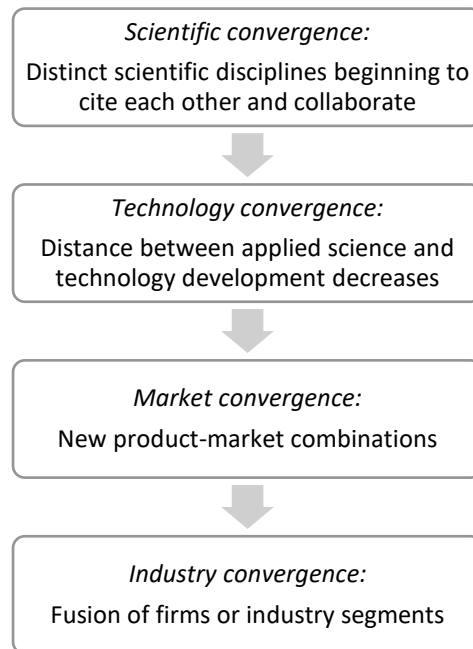 Scientific convergence:
Distinct scientific disciplines beginning to
cite each other and collaborate
Technology convergence:
Distance between applied science and
technology development decreases
Market convergence:
New product-market combinations
Industry convergence:
Fusion of firms or industry segments